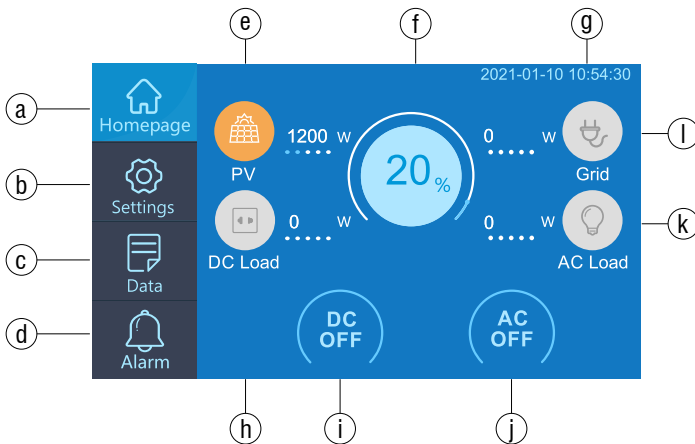 e
f
g
a
b
c
d
Homepage
Settings
Data
Alarm
2021-01-10 10:54:30
1200 W
PV
0 W
DC Load
20 %
0 W
Grid
0 W
AC Load
DC
OFF
AC
OFF
l
k
h
i
j